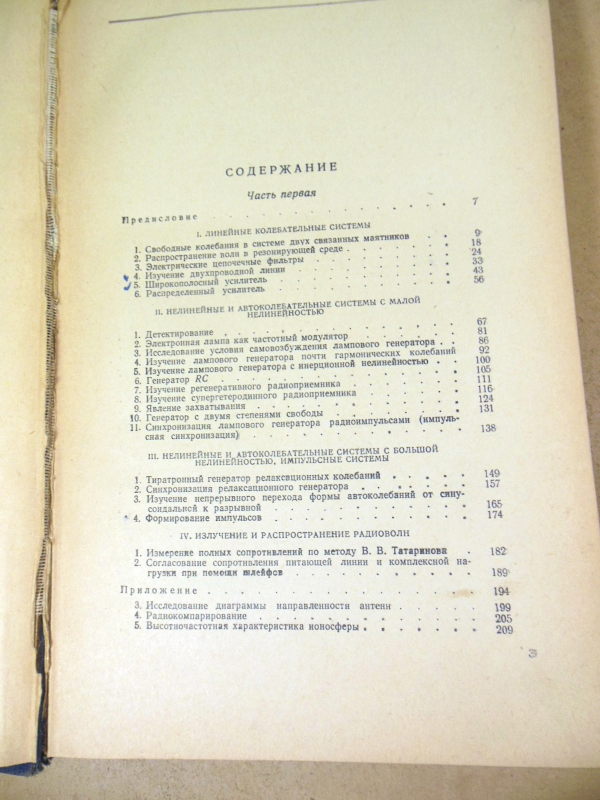 СОДЕРЖАНИЕ
Часть первая
Предисловие . . . . . . . . . . . . . 7
I. ЛИНЕЙНЫЕ КОЛЕБАТЕЛЬНЫЕ СИСТЕМЫ
1. Свободные колебания в системе двух связанных маятников . . 9
2. Распространение волн в резонирующей среде . . . . . . 18
3. Электрические цепочечные фильтры . . . . . . . 24
4. Изучение двухпроводной линии . . . . . . . 33
5. Широкополосный усилитель . . . . . . . . 43
6. Распределенный усилитель . . . . . . . . 56
II. НЕЛИНЕЙНЫЕ И АВТОКОЛЕБАТЕЛЬНЫЕ СИСТЕМЫ С МАЛОЙ
НЕЛИНЕЙНОСТЬЮ
1. Детектирование . . . . . . . . . . 67
2. Электронная лампа как частотный модулятор . . . . . 81
3. Исследование условия самовозбуждения лампового генератора . . 86
4. Изучение лампового генератора почти гармонических колебаний 92
5. Изучение лампового генератора с инерционной нелинейностью . . 100
6. Генератор RC . . . . . . . . . . 105
7. Изучение регенеративного радиоприемника . . . . . 111
8. Изучение супергетеродинного радиоприемника . . . . . 116
9. Явление захватывания . . . . . . . . . 124
10. Генератор с двумя степенями свободы . . . . . . 131
11. Синхронизация лампового генератора радиоимпульсами (импуль-
сная синхронизация) . . . . . . . . . 138
III. НЕЛИНЕЙНЫЕ И АВТОКОЛЕБАТЕЛЬНЫЕ СИСТЕМЫ С БОЛЬШОЙ
НЕЛИНЕЙНОСТЬЮ, ИМПУЛЬСНЫЕ СИСТЕМЫ
1. Тиратронный генератор релаксационных колебаний . . . . 149
2. Синхронизация релаксационного генератора . . . . . 157
3. Изучение непрерывного перехода формы автоколебаний от сину-
соидальной к разрывной . . . . . . . . 165
4. Формирование импульсов . . . . . . . . 174
IV. ИЗЛУЧЕНИЕ И РАСПРОСТРАНЕНИЕ РАДИОВОЛН
1. Измерение полных сопротивлений по методу В. В. Татаринова . 182
2. Согласование сопротивления питающей линии и комплексной на-
грузки при помощи шлейфов . . . . . . . 189
Приложение . . . . . . . . . . . 194
3. Исследование диаграммы направленности антенн . . . . 199
4. Радиокомпарирование . . . . . . . . . 205
5. Высотночастотная характеристика ионосферы . . . . . 209
3